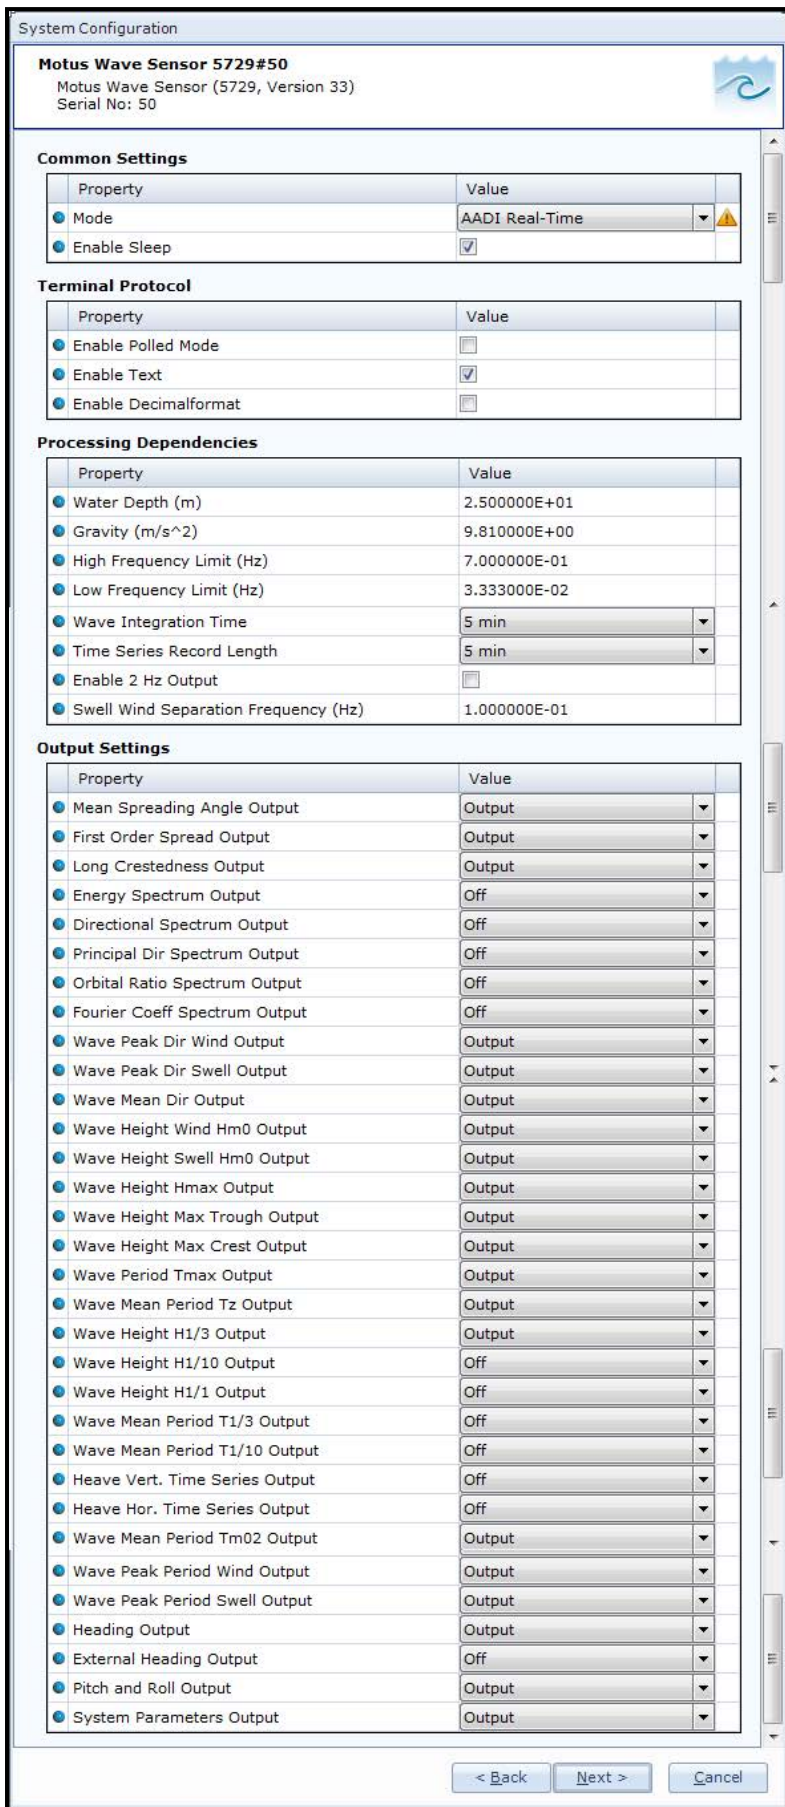 System Configuration
Motus Wave Sensor 5729#50
Motus Wave Sensor (5729, Version 33)
Serial No: 50
Common Settings
Property Value
Mode AADI Real-Time
Enable Sleep
Terminal Protocol
Property Value
Enable Polled Mode
Enable Text
Enable Decimalformat
Processing Dependencies
Property Value
Water Depth (m) 2.500000E+01
Gravity (m/s^2) 9.810000E+00
High Frequency Limit (Hz) 7.000000E-01
Low Frequency Limit (Hz) 3.333000E-02
Wave Integration Time 5 min
Time Series Record Length 5 min
Enable 2 Hz Output
Swell Wind Separation Frequency (Hz) 1.000000E-01
Output Settings
Property Value
Mean Spreading Angle Output Output
First Order Spread Output Output
Long Crestedness Output Output
Energy Spectrum Output Off
Directional Spectrum Output Off
Principal Dir Spectrum Output Off
Orbital Ratio Spectrum Output Off
Fourier Coeff Spectrum Output Off
Wave Peak Dir Wind Output Output
Wave Peak Dir Swell Output Output
Wave Mean Dir Output Output
Wave Height Wind Hm0 Output Output
Wave Height Swell Hm0 Output Output
Wave Height Hmax Output Output
Wave Height Max Trough Output Output
Wave Height Max Crest Output Output
Wave Period Tmax Output Output
Wave Mean Period Tz Output Output
Wave Height H1/3 Output Output
Wave Height H1/10 Output Off
Wave Height H1/1 Output Off
Wave Mean Period T1/3 Output Off
Wave Mean Period T1/10 Output Off
Heave Vert. Time Series Output Off
Heave Hor. Time Series Output Off
Wave Mean Period Tm02 Output Output
Wave Peak Period Wind Output Output
Wave Peak Period Swell Output Output
Heading Output Output
External Heading Output Off
Pitch and Roll Output Output
System Parameters Output Output
< Back Next > Cancel